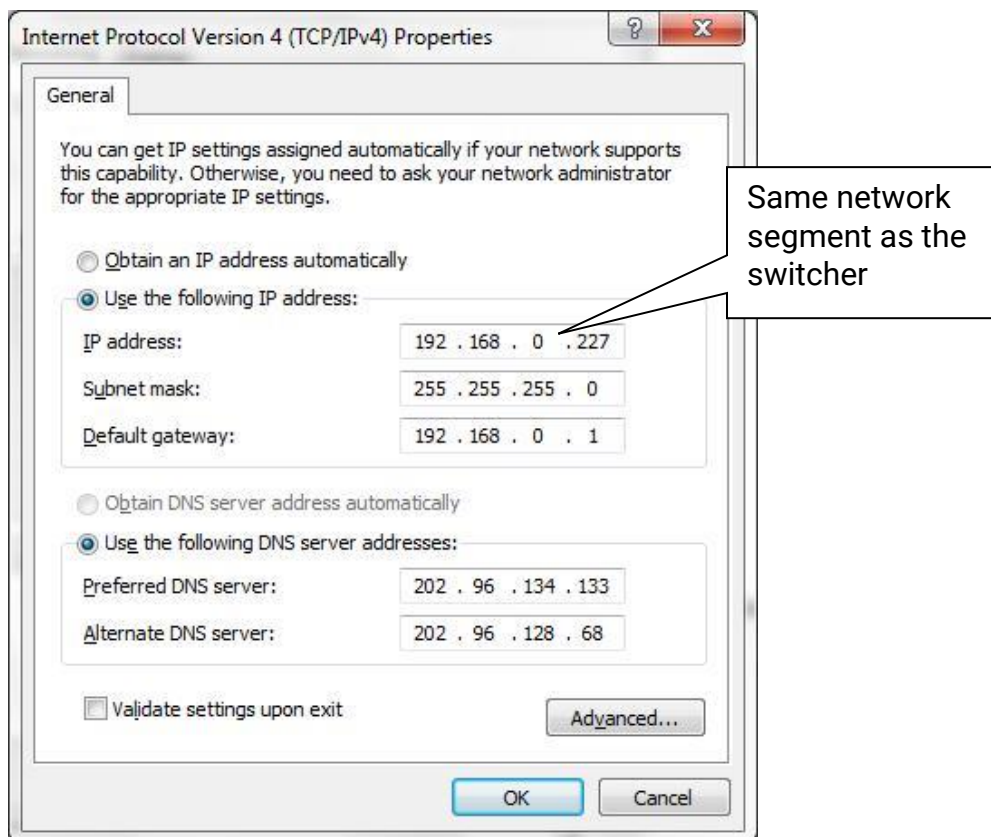 Internet Protocol Version 4 (TCP/IPv4) Properties
General
You can get IP settings assigned automatically if your network supports
this capability. Otherwise, you need to ask your network administrator
for the appropriate IP settings.
Same network
segment as the
switcher
Obtain an IP address automatically
Use the following IP address:
IP address: 192 . 168 . 0 . 227
Subnet mask: 255 . 255 . 255 . 0
Default gateway: 192 . 168 . 0 . 1
Obtain DNS server address automatically
Use the following DNS server addresses:
Preferred DNS server: 202 . 96 . 134 . 133
Alternate DNS server: 202 . 96 . 128 . 68
Validate settings upon exit
Advanced...
OK Cancel